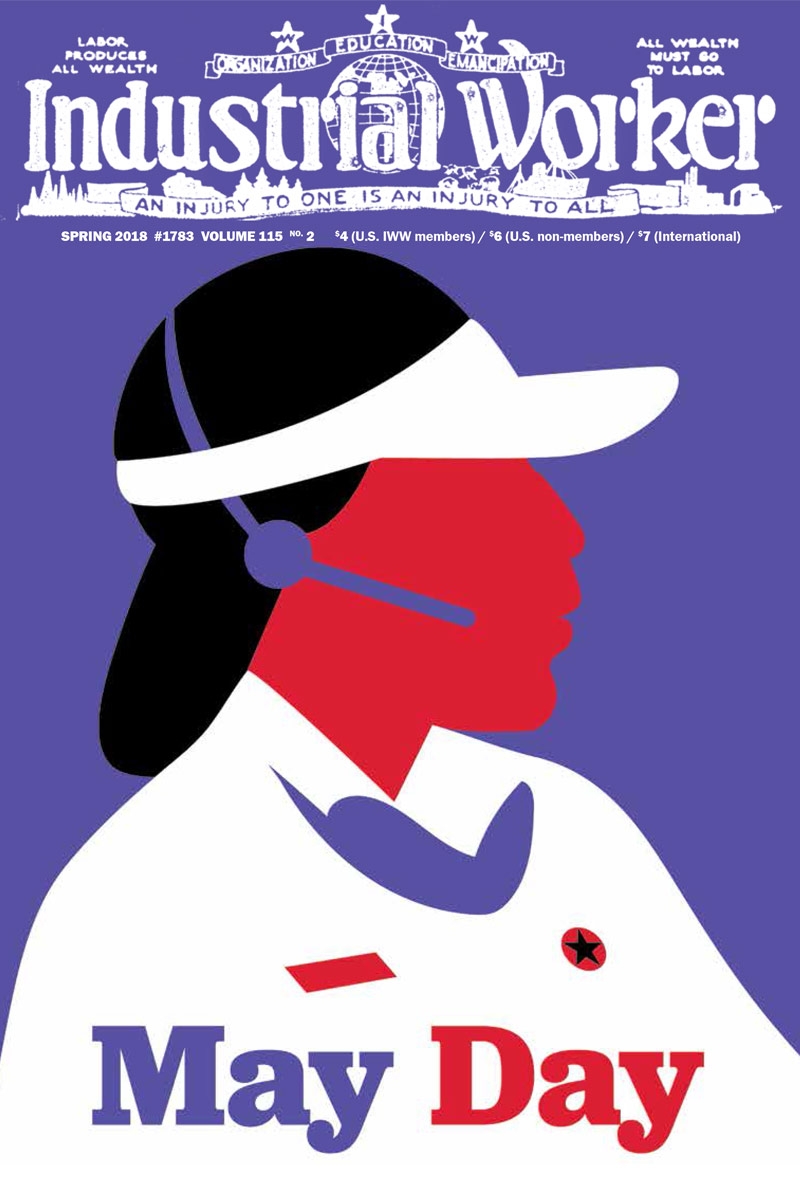 LABOR
PRODUCES
ALL WEALTH
W I W
ORGANIZATION EDUCATION EMANCIPATION
ALL WEALTH
MUST GO
TO LABOR
Industrial Worker
AN INJURY TO ONE IS AN INJURY TO ALL
SPRING 2018 #1783 VOLUME 115 NO. 2 $4 (U.S. IWW members) / $6 (U.S. non-members) / $7 (International)
May Day